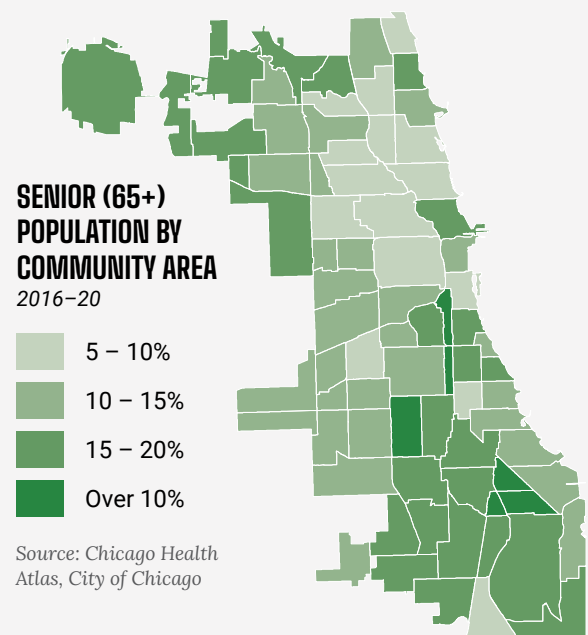 SENIOR (65+)
POPULATION BY
COMMUNITY AREA
2016–20
5 – 10%
10 – 15%
15 – 20%
Over 10%
Source: Chicago Health
Atlas, City of Chicago